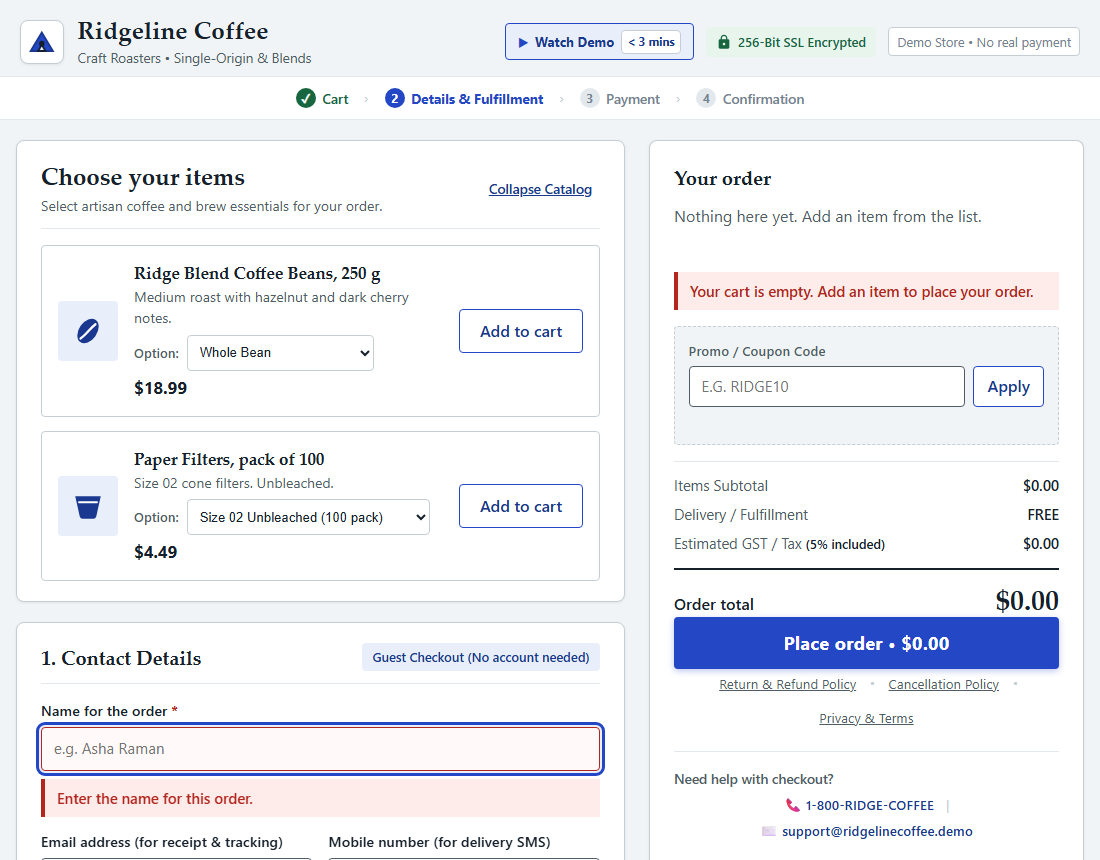 Ridgeline Coffee
Craft Roasters • Single-Origin & Blends
▶ Watch Demo < 3 mins
256-Bit SSL Encrypted
Demo Store • No real payment
✓ Cart › 2 Details & Fulfillment › 3 Payment › 4 Confirmation
Choose your items
Select artisan coffee and brew essentials for your order.
Collapse Catalog
Ridge Blend Coffee Beans, 250 g
Medium roast with hazelnut and dark cherry
notes.
Option: Whole Bean
$18.99
Add to cart
Paper Filters, pack of 100
Size 02 cone filters. Unbleached.
Option: Size 02 Unbleached (100 pack)
$4.49
Add to cart
1. Contact Details
Guest Checkout (No account needed)
Name for the order *
e.g. Asha Raman
Enter the name for this order.
Email address (for receipt & tracking)
Mobile number (for delivery SMS)
Your order
Nothing here yet. Add an item from the list.
Your cart is empty. Add an item to place your order.
Promo / Coupon Code
E.G. RIDGE10
Apply
Items Subtotal $0.00
Delivery / Fulfillment FREE
Estimated GST / Tax (5% included) $0.00
Order total $0.00
Place order • $0.00
Return & Refund Policy • Cancellation Policy •
Privacy & Terms
Need help with checkout?
1-800-RIDGE-COFFEE |
support@ridgelinecoffee.demo